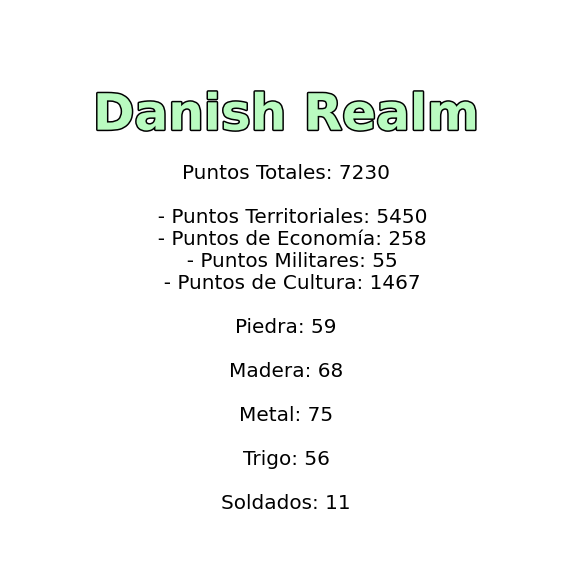 Danish Realm
Puntos Totales: 7230
- Puntos Territoriales: 5450
- Puntos de Economía: 258
- Puntos Militares: 55
- Puntos de Cultura: 1467
Piedra: 59
Madera: 68
Metal: 75
Trigo: 56
Soldados: 11